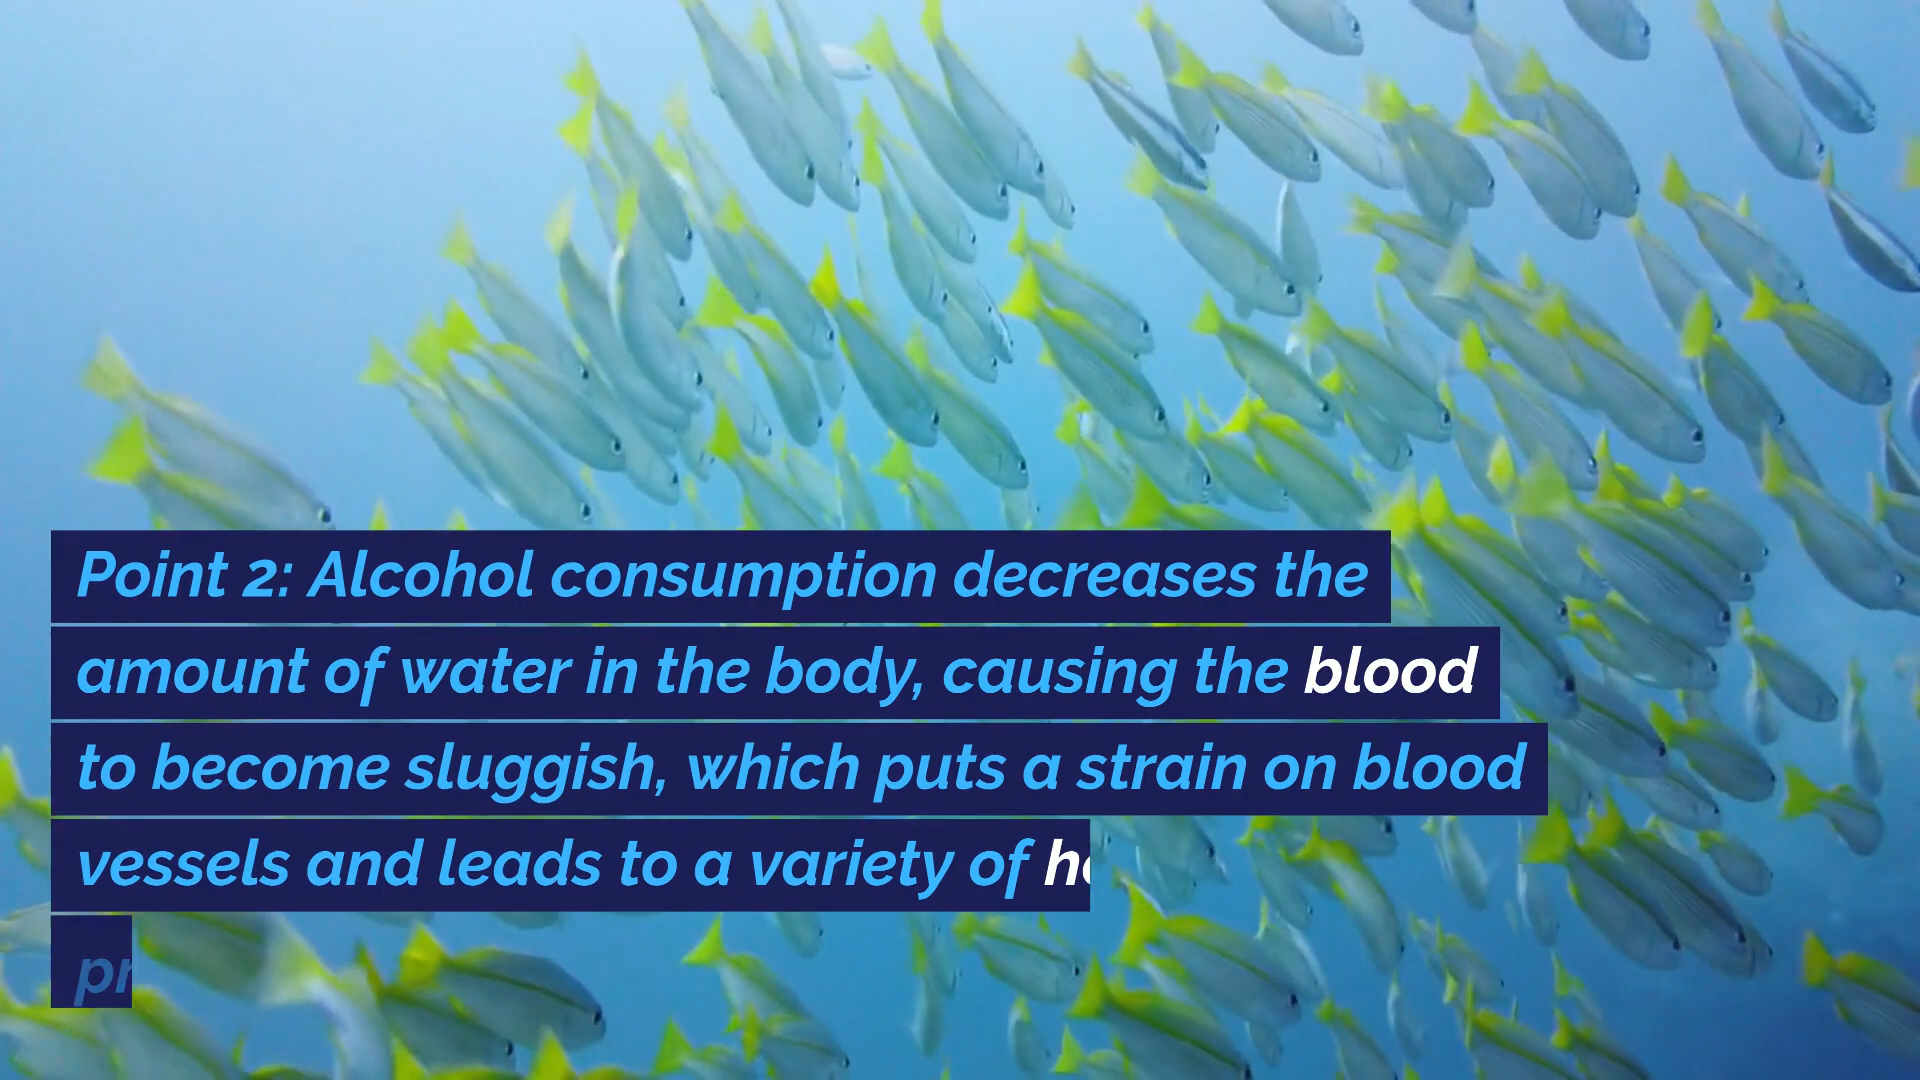 Point 2: Alcohol consumption decreases the
amount of water in the body, causing the blood
to become sluggish, which puts a strain on blood
vessels and leads to a variety of